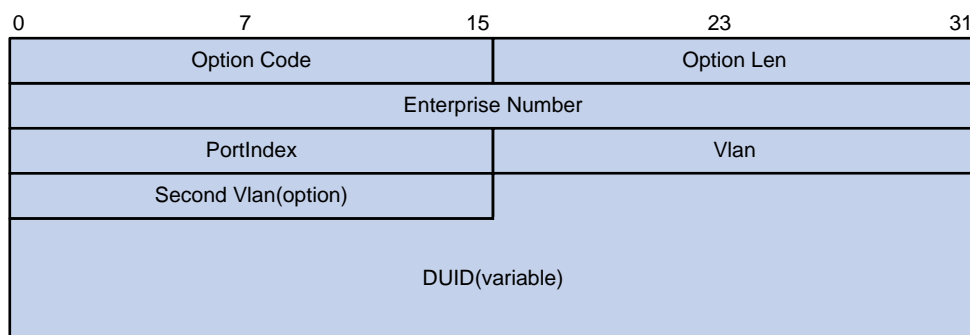 0 7 15 23 31
Option Code Option Len
Enterprise Number
PortIndex Vlan
Second Vlan(option)
DUID(variable)